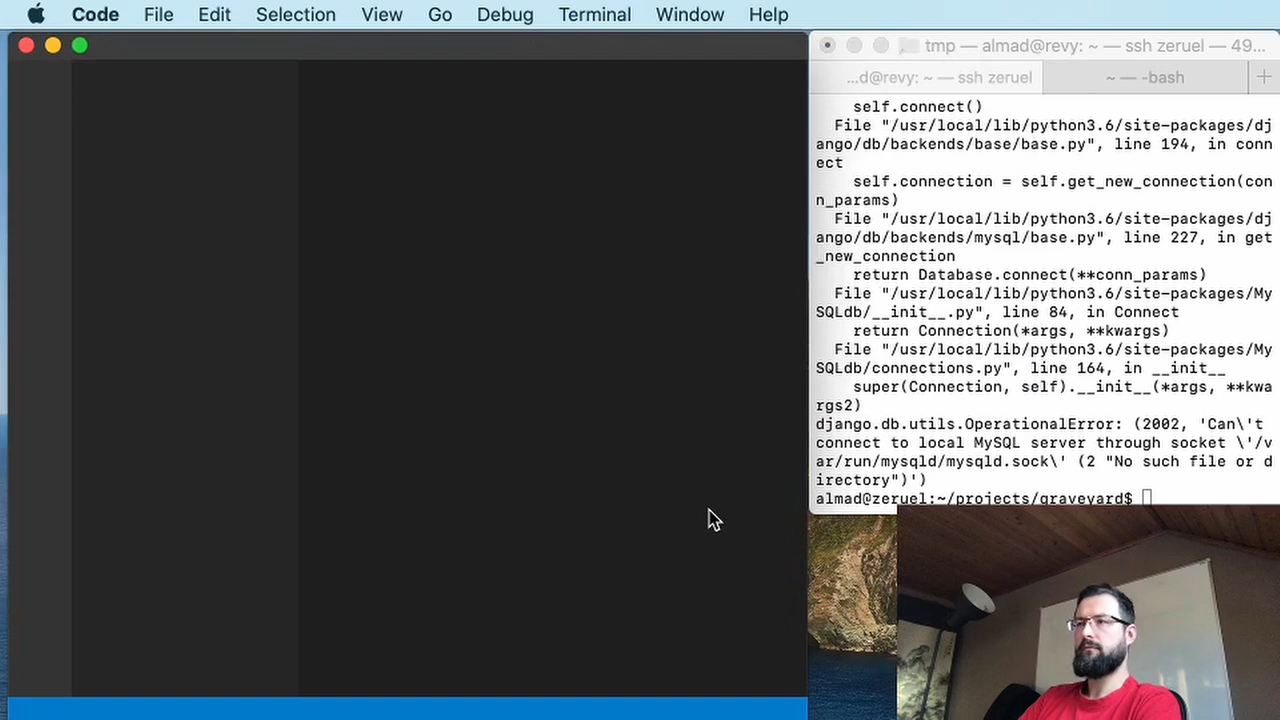 Code File Edit Selection View Go Debug Terminal Window Help
tmp — almad@revy: ~ — ssh zeruel — 49...
...d@revy: ~ — ssh zeruel ~ — -bash +
self.connect()
File "/usr/local/lib/python3.6/site-packages/dj
ango/db/backends/base/base.py", line 194, in conn
ect
self.connection = self.get_new_connection(con
n_params)
File "/usr/local/lib/python3.6/site-packages/dj
ango/db/backends/mysql/base.py", line 227, in get
_new_connection
return Database.connect(**conn_params)
File "/usr/local/lib/python3.6/site-packages/My
SQLdb/__init__.py", line 84, in Connect
return Connection(*args, **kwargs)
File "/usr/local/lib/python3.6/site-packages/My
SQLdb/connections.py", line 164, in __init__
super(Connection, self).__init__(*args, **kwa
rgs2)
django.db.utils.OperationalError: (2002, 'Can\'t
connect to local MySQL server through socket \'/v
ar/run/mysqld/mysqld.sock\' (2 "No such file or d
irectory")')
almad@zeruel:~/projects/graveyard$